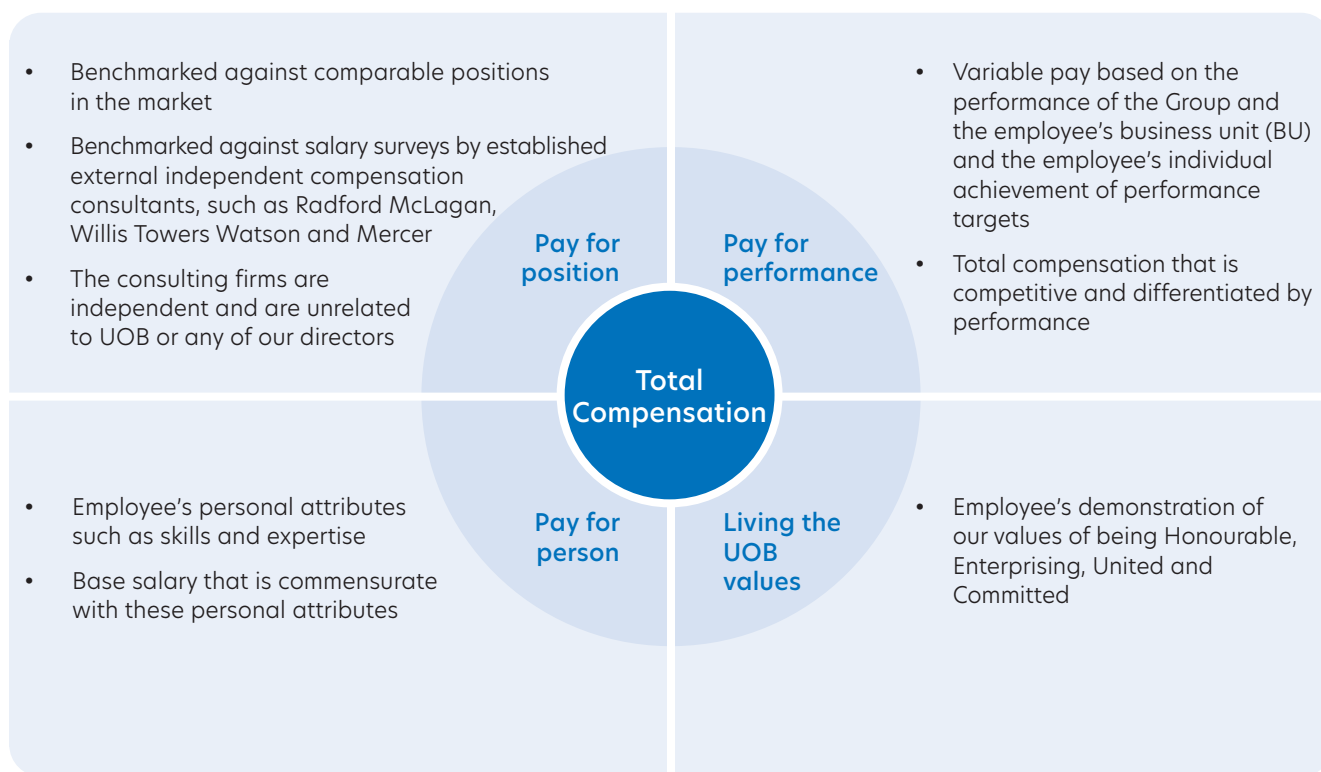 • Benchmarked against comparable positions
in the market
• Benchmarked against salary surveys by established
external independent compensation
consultants, such as Radford McLagan,
Willis Towers Watson and Mercer
• The consulting firms are
independent and are unrelated
to UOB or any of our directors
Pay for
position
Pay for
performance
• Variable pay based on the
performance of the Group and
the employee’s business unit (BU)
and the employee’s individual
achievement of performance
targets
• Total compensation that is
competitive and differentiated by
performance
Total
Compensation
• Employee’s personal attributes
such as skills and expertise
• Base salary that is commensurate
with these personal attributes
Pay for
person
Living the
UOB
values
• Employee’s demonstration of
our values of being Honourable,
Enterprising, United and
Committed